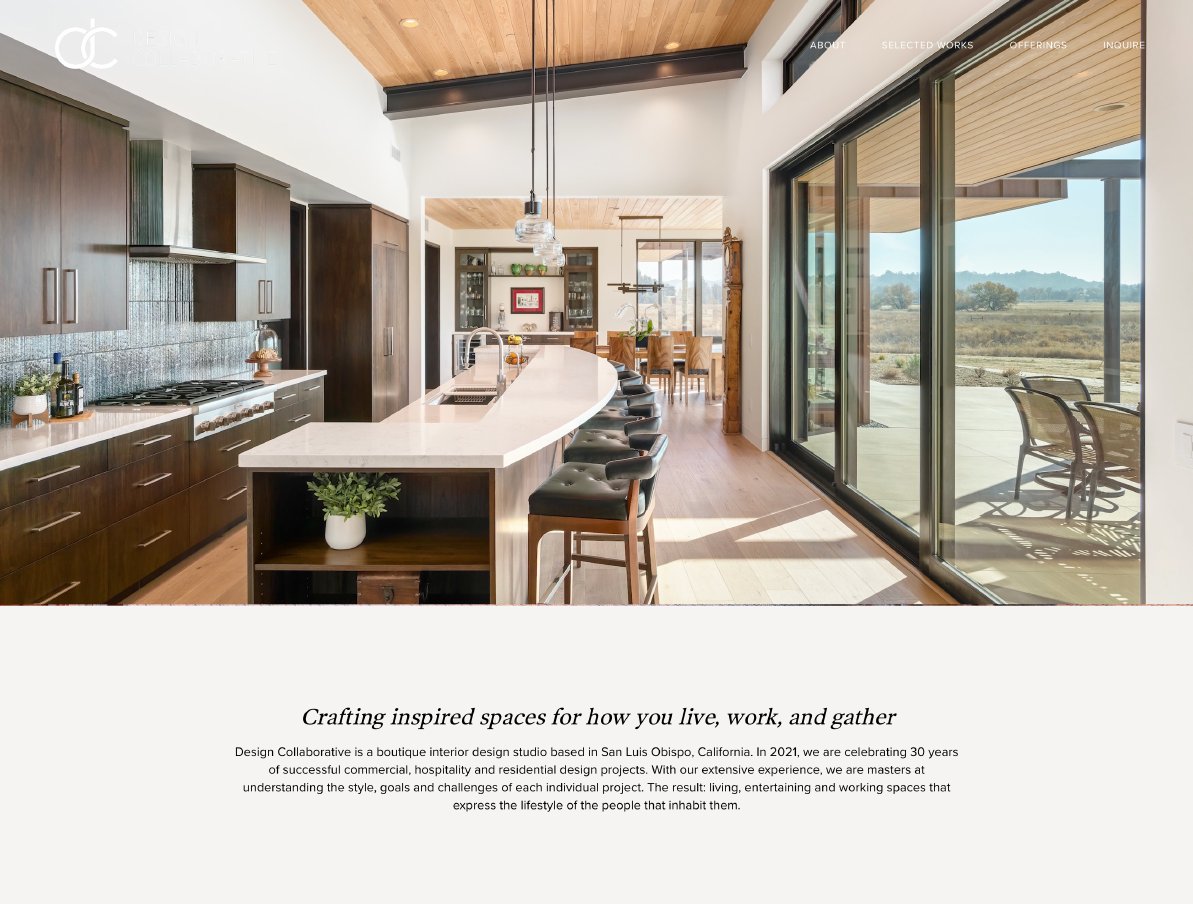 dc DESIGN
COLLABORATIVE
ABOUT SELECTED WORKS OFFERINGS INQUIRE
Crafting inspired spaces for how you live, work, and gather
Design Collaborative is a boutique interior design studio based in San Luis Obispo, California. In 2021, we are celebrating 30 years
of successful commercial, hospitality and residential design projects. With our extensive experience, we are masters at
understanding the style, goals and challenges of each individual project. The result: living, entertaining and working spaces that
express the lifestyle of the people that inhabit them.